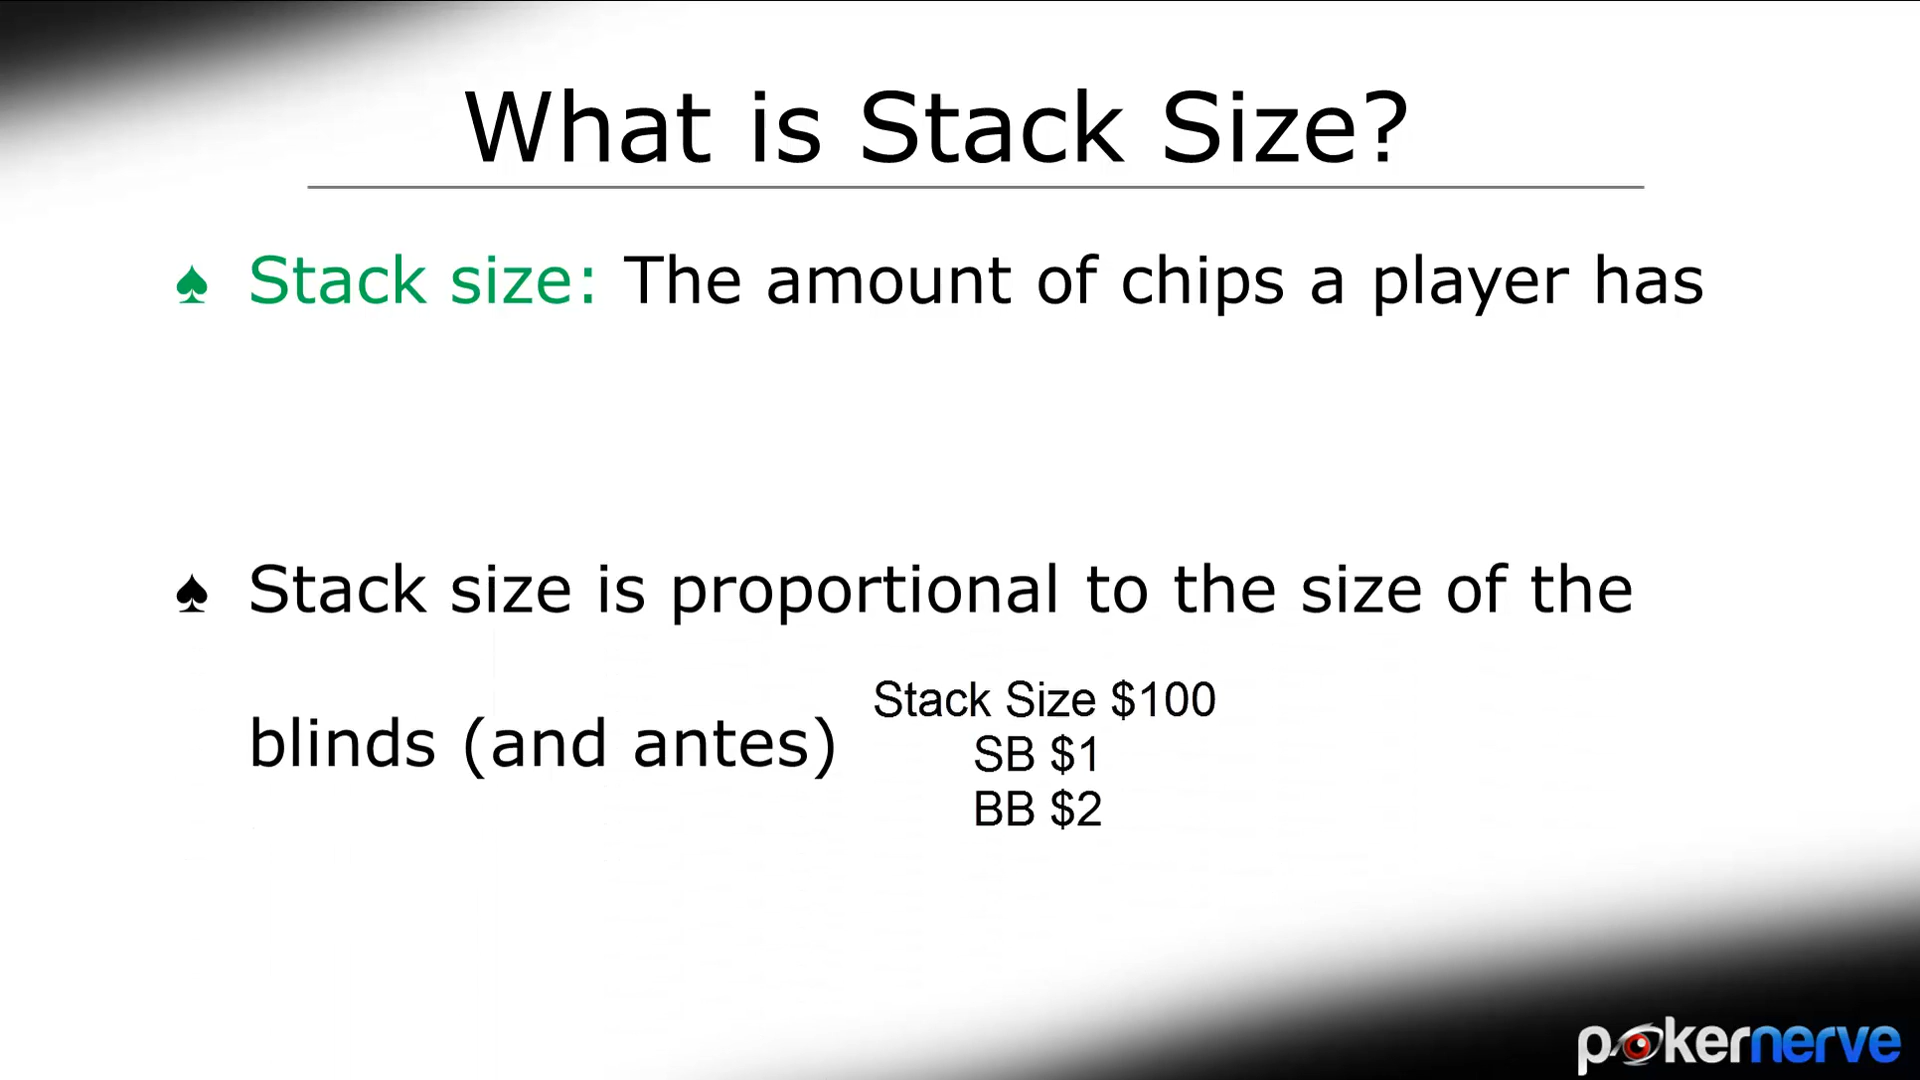 What is Stack Size?
♠ Stack size: The amount of chips a player has
♠ Stack size is proportional to the size of the
blinds (and antes)
Stack Size $100
SB $1
BB $2
pokernerve